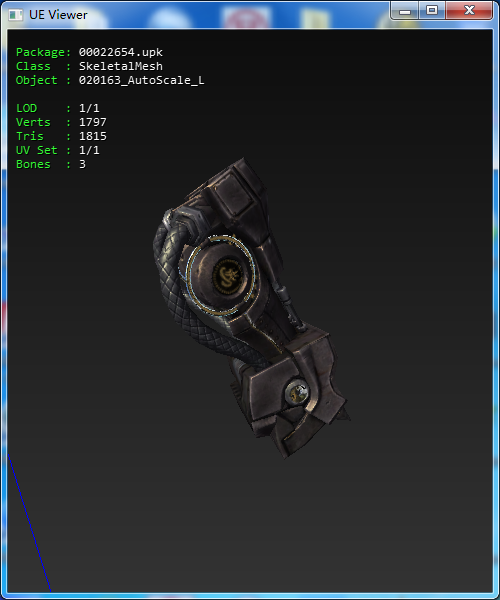 UE Viewer
Package: 00022654.upk
Class : SkeletalMesh
Object : 020163_AutoScale_L
LOD : 1/1
Verts : 1797
Tris : 1815
UV Set : 1/1
Bones : 3